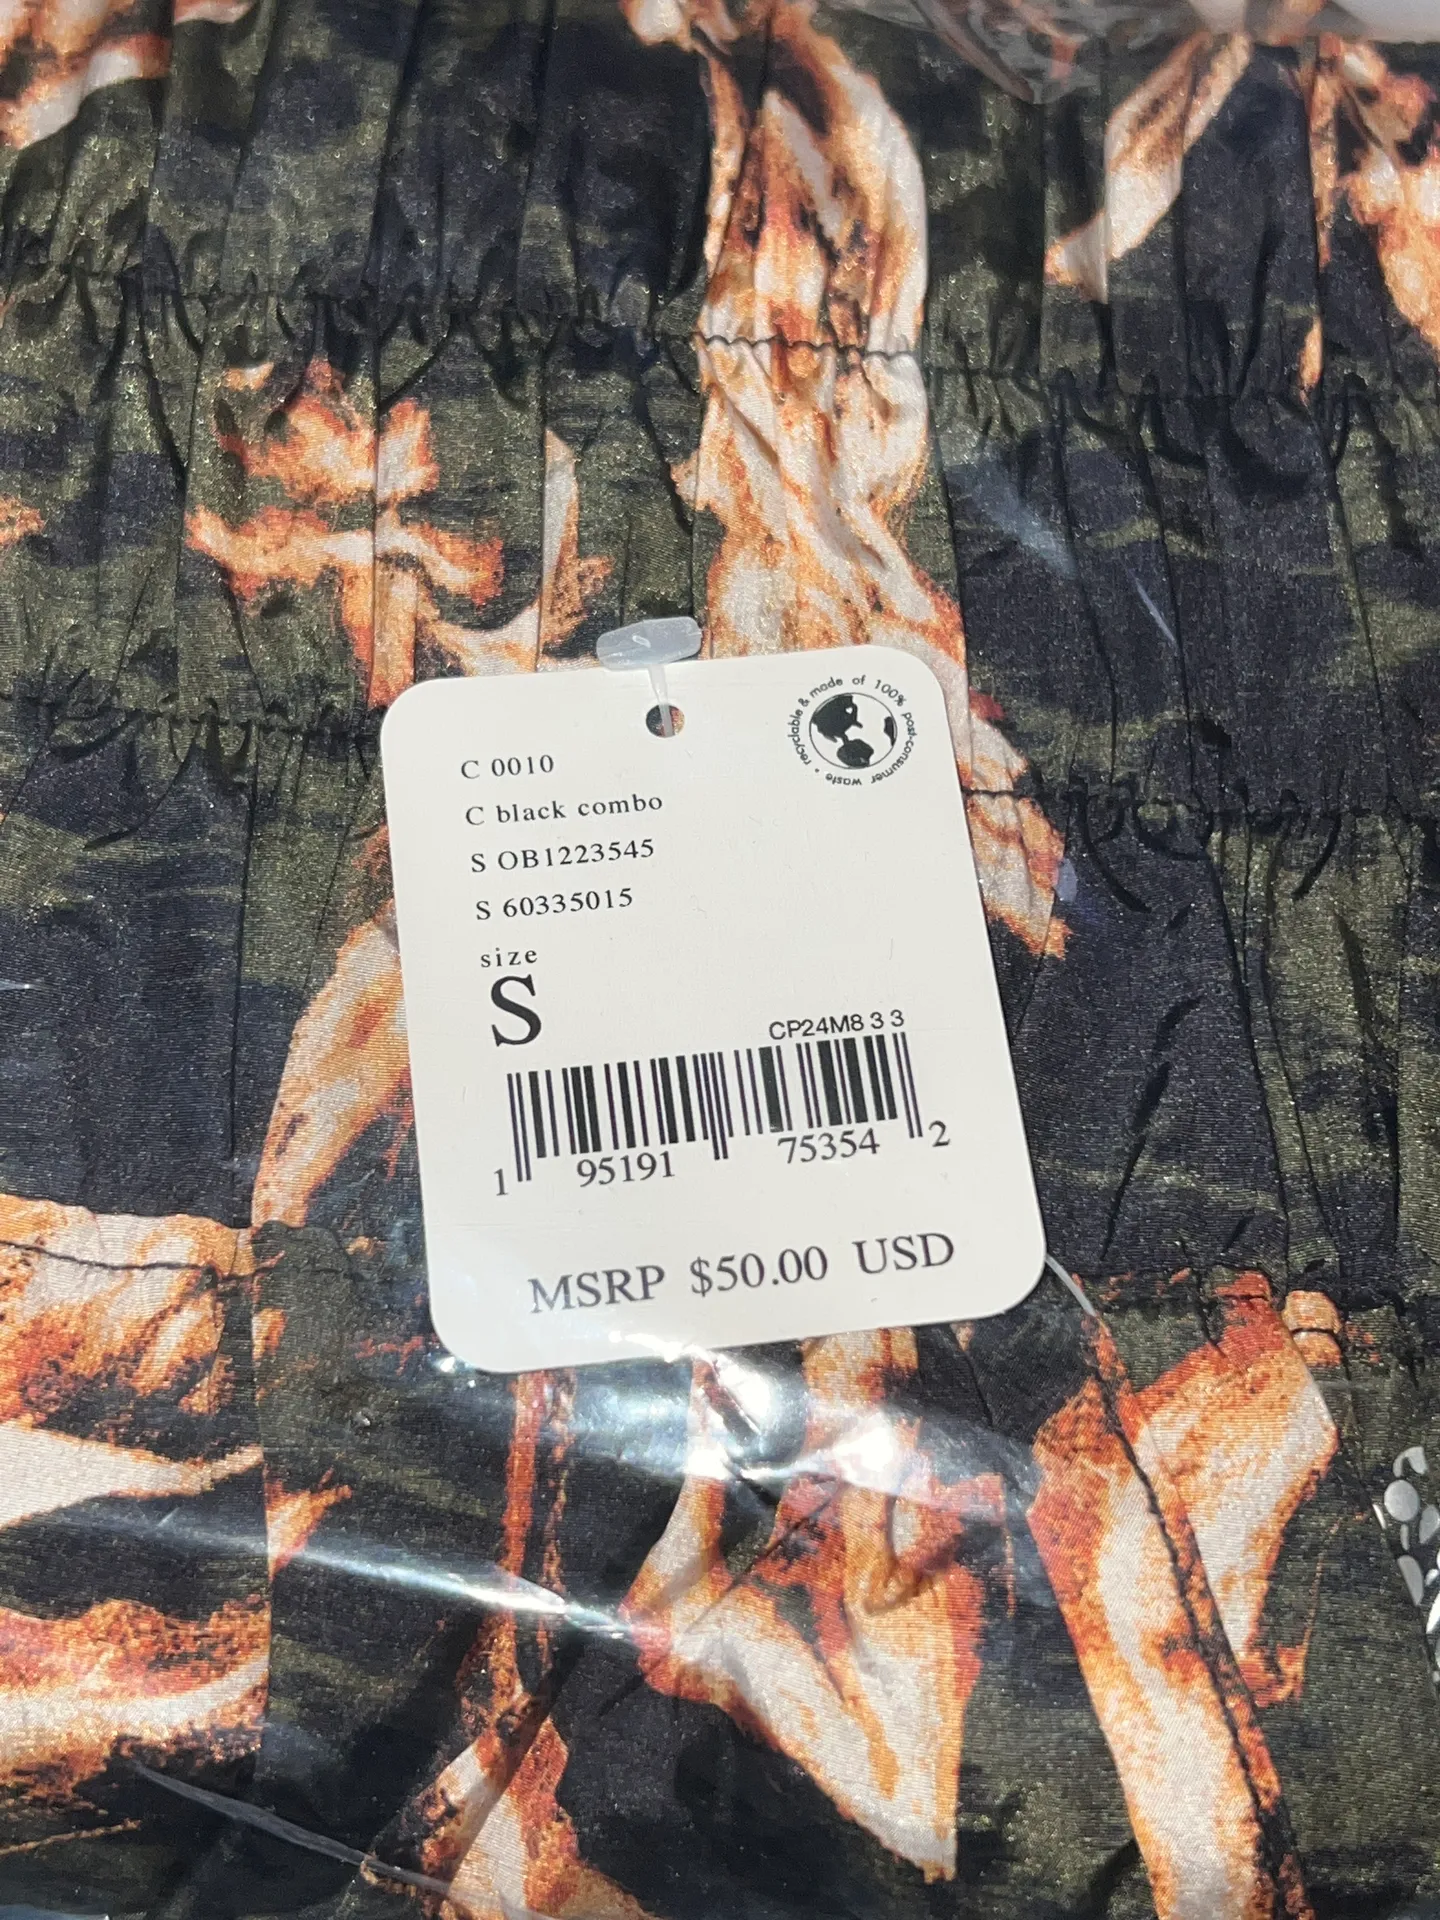 recyclable & made of 100% post-consumer waste •
C 0010
C black combo
S OB1223545
S 60335015
size
S
CP24M8 3 3
1 95191 75354 2
MSRP $50.00 USD